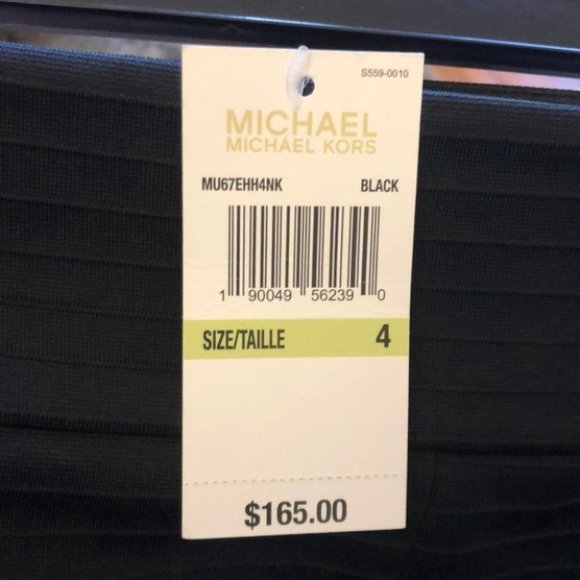 S559-0010
MICHAEL
MICHAEL KORS
MU67EHH4NK BLACK
1 90049 56239 0
SIZE/TAILLE 4
$165.00